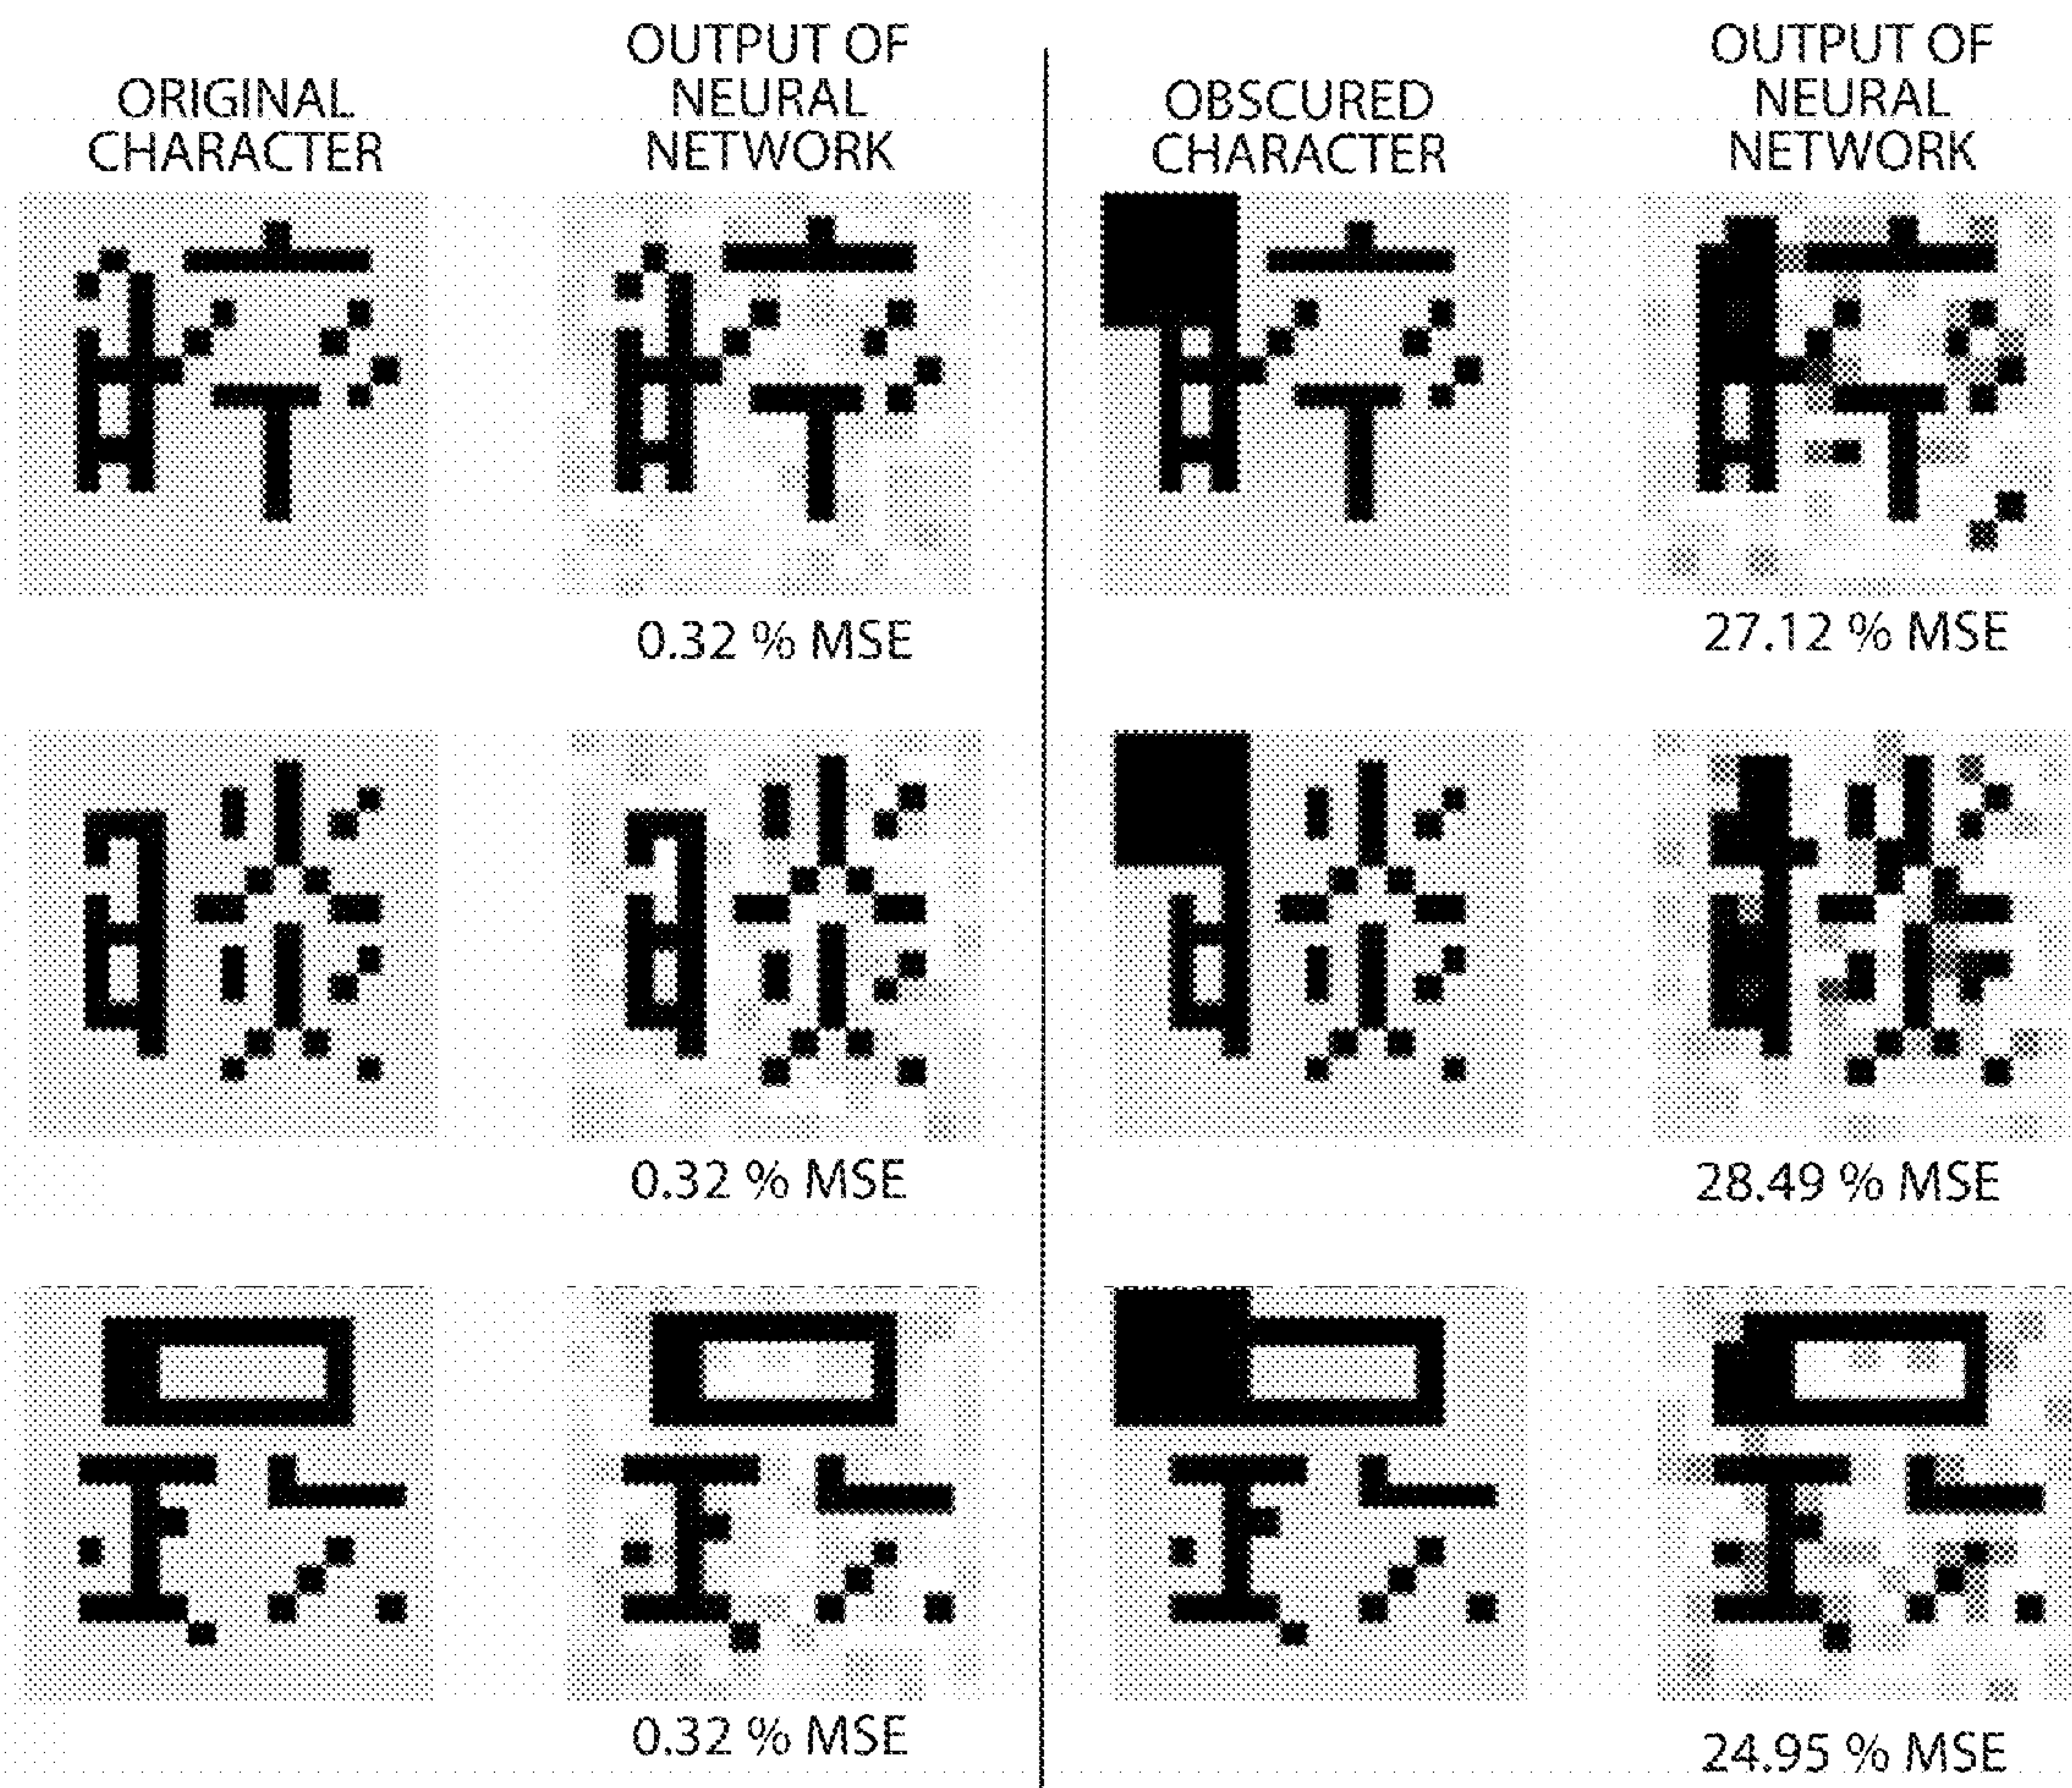 ORIGINAL
CHARACTER
OUTPUT OF
NEURAL
NETWORK
OBSCURED
CHARACTER
OUTPUT OF
NEURAL
NETWORK
0.32 % MSE
27.12 % MSE
0.32 % MSE
28.49 % MSE
0.32 % MSE
24.95 % MSE